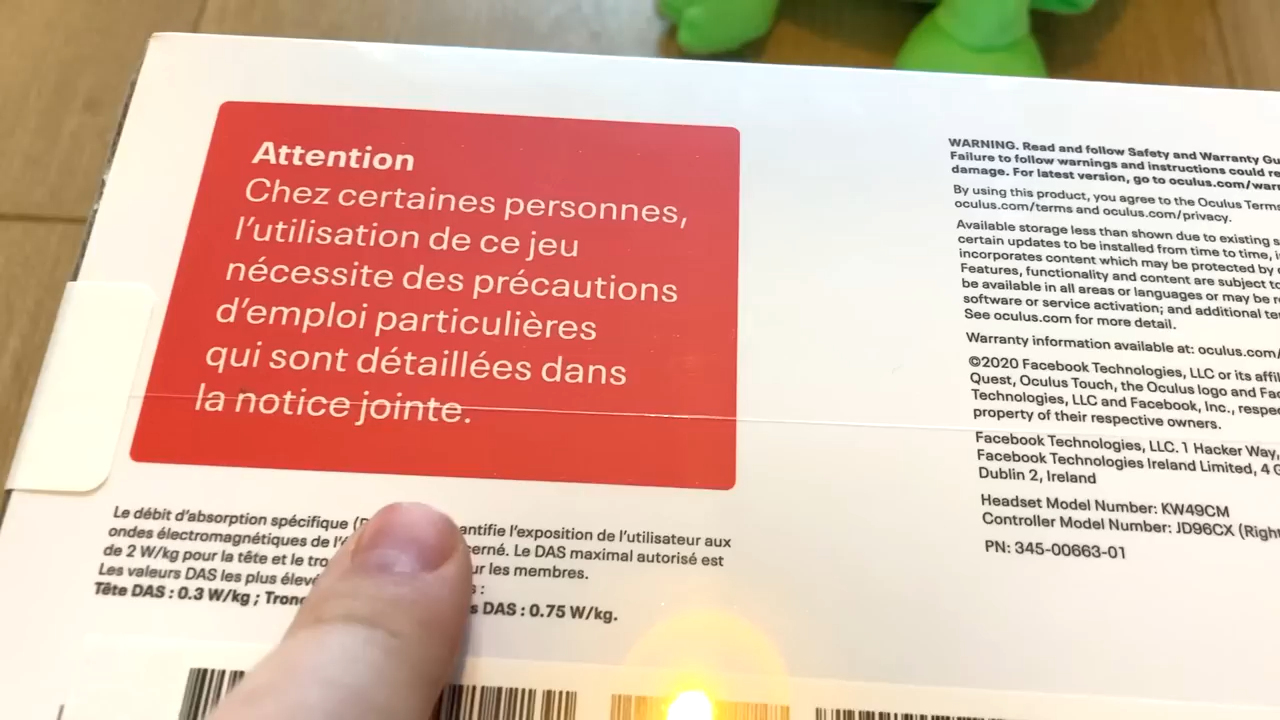 Attention
Chez certaines personnes,
l'utilisation de ce jeu
nécessite des précautions
d'emploi particulières
qui sont détaillées dans
la notice jointe.
Le débit d'absorption spécifique ( l'exposition de l'utilisateur aux
ondes électromagnétiques de Le DAS maximal autorisé est
de 2 W/kg pour la tête et le les membres.
Les valeurs DAS les plus :
Tête DAS : 0.3 W/kg ; DAS : 0.75 W/kg.
WARNING. Read and follow Safety and Warranty
Failure to follow warnings and instructions could
damage. For latest version, go to
By using this product, you agree to the Oculus Terms
oculus.com/terms and oculus.com/privacy.
Available storage less than shown due to existing
certain updates to be installed from time to time,
incorporates content which may be protected by
Features, functionality and content are subject to
be available in all areas or languages or may be
software or service activation; and additional
See oculus.com for more detail.
Warranty information available at: oculus.com/
©2020 Facebook Technologies, LLC or its
Quest, Oculus Touch, the Oculus logo and
Technologies, LLC and Facebook, Inc.,
property of their respective owners.
Facebook Technologies, LLC. 1 Hacker Way,
Facebook Technologies Ireland Limited, 4
Dublin 2, Ireland
Headset Model Number: KW49CM
Controller Model Number: JD96CX
PN: 345-00663-01